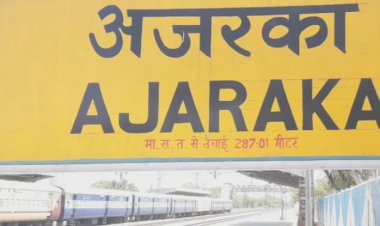 अजरका
AJARAKA
मा. स. त. से उंचाई 287·01 मीटर